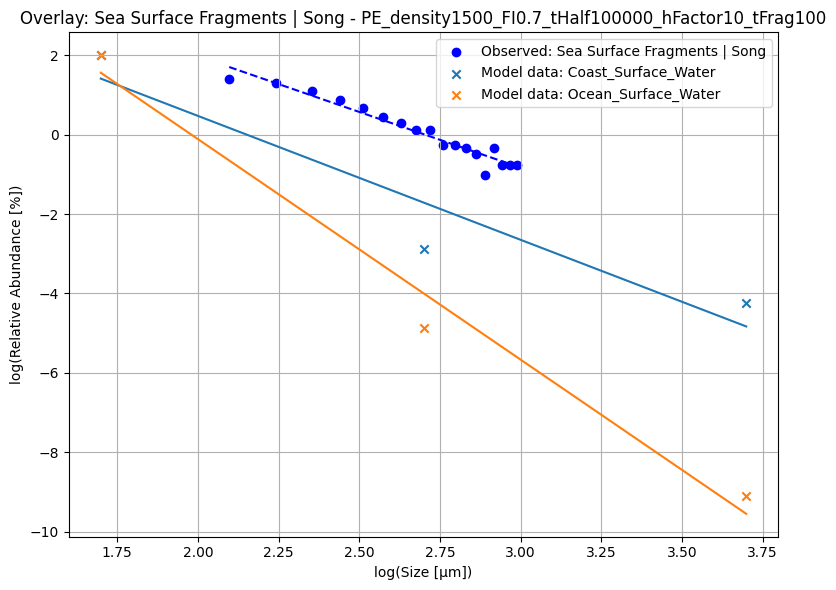 Overlay: Sea Surface Fragments | Song - PE_density1500_FI0.7_tHalf100000_hFactor10_tFrag100
Observed: Sea Surface Fragments | Song
Model data: Coast_Surface_Water
Model data: Ocean_Surface_Water
log(Relative Abundance [%])
2
0
−2
−4
−6
−8
−10
1.75
2.00
2.25
2.50
2.75
3.00
3.25
3.50
3.75
log(Size [μm])